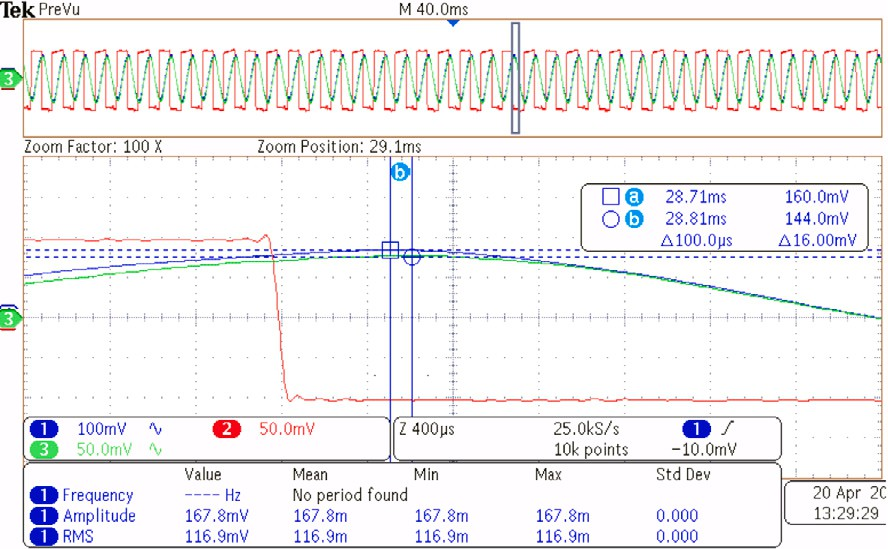 Tek PreVu M 40.0ms
3
Zoom Factor: 100 X Zoom Position: 29.1ms
b
a 28.71ms 160.0mV
b 28.81ms 144.0mV
Δ100.0µs Δ16.00mV
3
1 100mV 2 50.0mV Z 400µs 25.0kS/s 1
3 50.0mV 10k points −10.0mV
Value Mean Min Max Std Dev
1 Frequency ---- Hz No period found
1 Amplitude 167.8mV 167.8m 167.8m 167.8m 0.000
1 RMS 116.9mV 116.9m 116.9m 116.9m 0.000
20 Apr 20
13:29:29